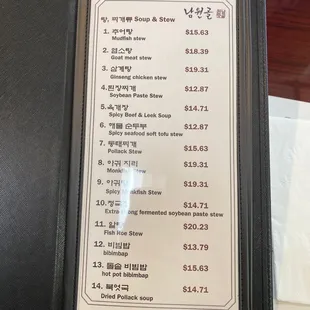 탕, 찌개류 Soup & Stew
남원골
1. 추어탕 $15.63
Mudfish stew
2. 염소탕 $18.39
Goat meat stew
3. 삼계탕 $19.31
Ginseng chicken stew
4. 된장찌개 $12.87
Soybean Paste Stew
5. 육개장 $14.71
Spicy Beef & Leek Soup
6. 해물 순두부 $12.87
Spicy seafood soft tofu stew
7. 동태찌개 $15.63
Pollack Stew
8. 아귀 지리 $19.31
Monkfish Stew
9. 아귀탕 $19.31
Spicy Monkfish Stew
10. $14.71
Extra-strong fermented soybean paste stew
11. $20.23
Fish Roe Stew
12. 비빔밥 $13.79
bibimbap
13. 돌솥 비빔밥 $15.63
hot pot bibimbap
14. 북엇국 $14.71
Dried Pollack soup